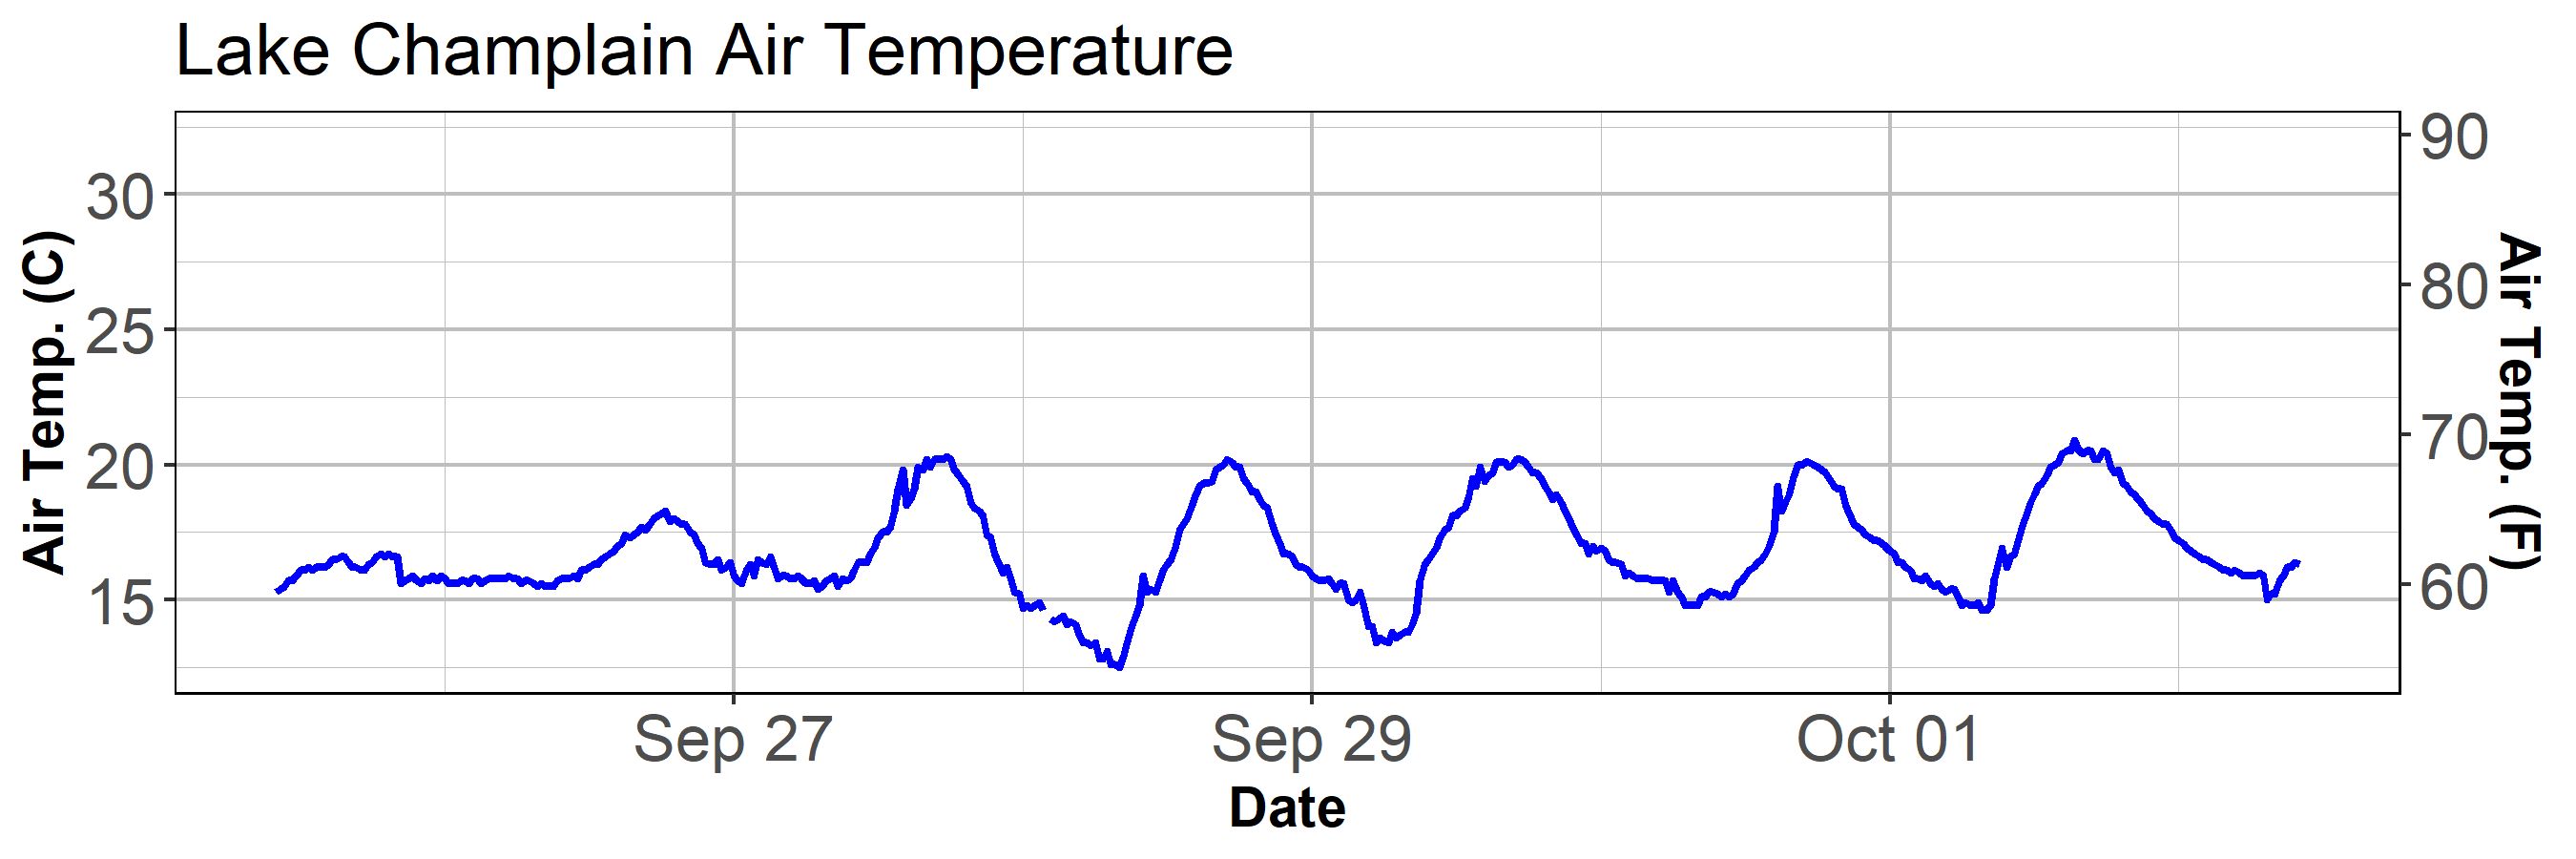 Lake Champlain Air Temperature
Air Temp. (C)
30
25
20
15
90
80
70
60
Air Temp. (F)
Sep 27
Sep 29
Oct 01
Date